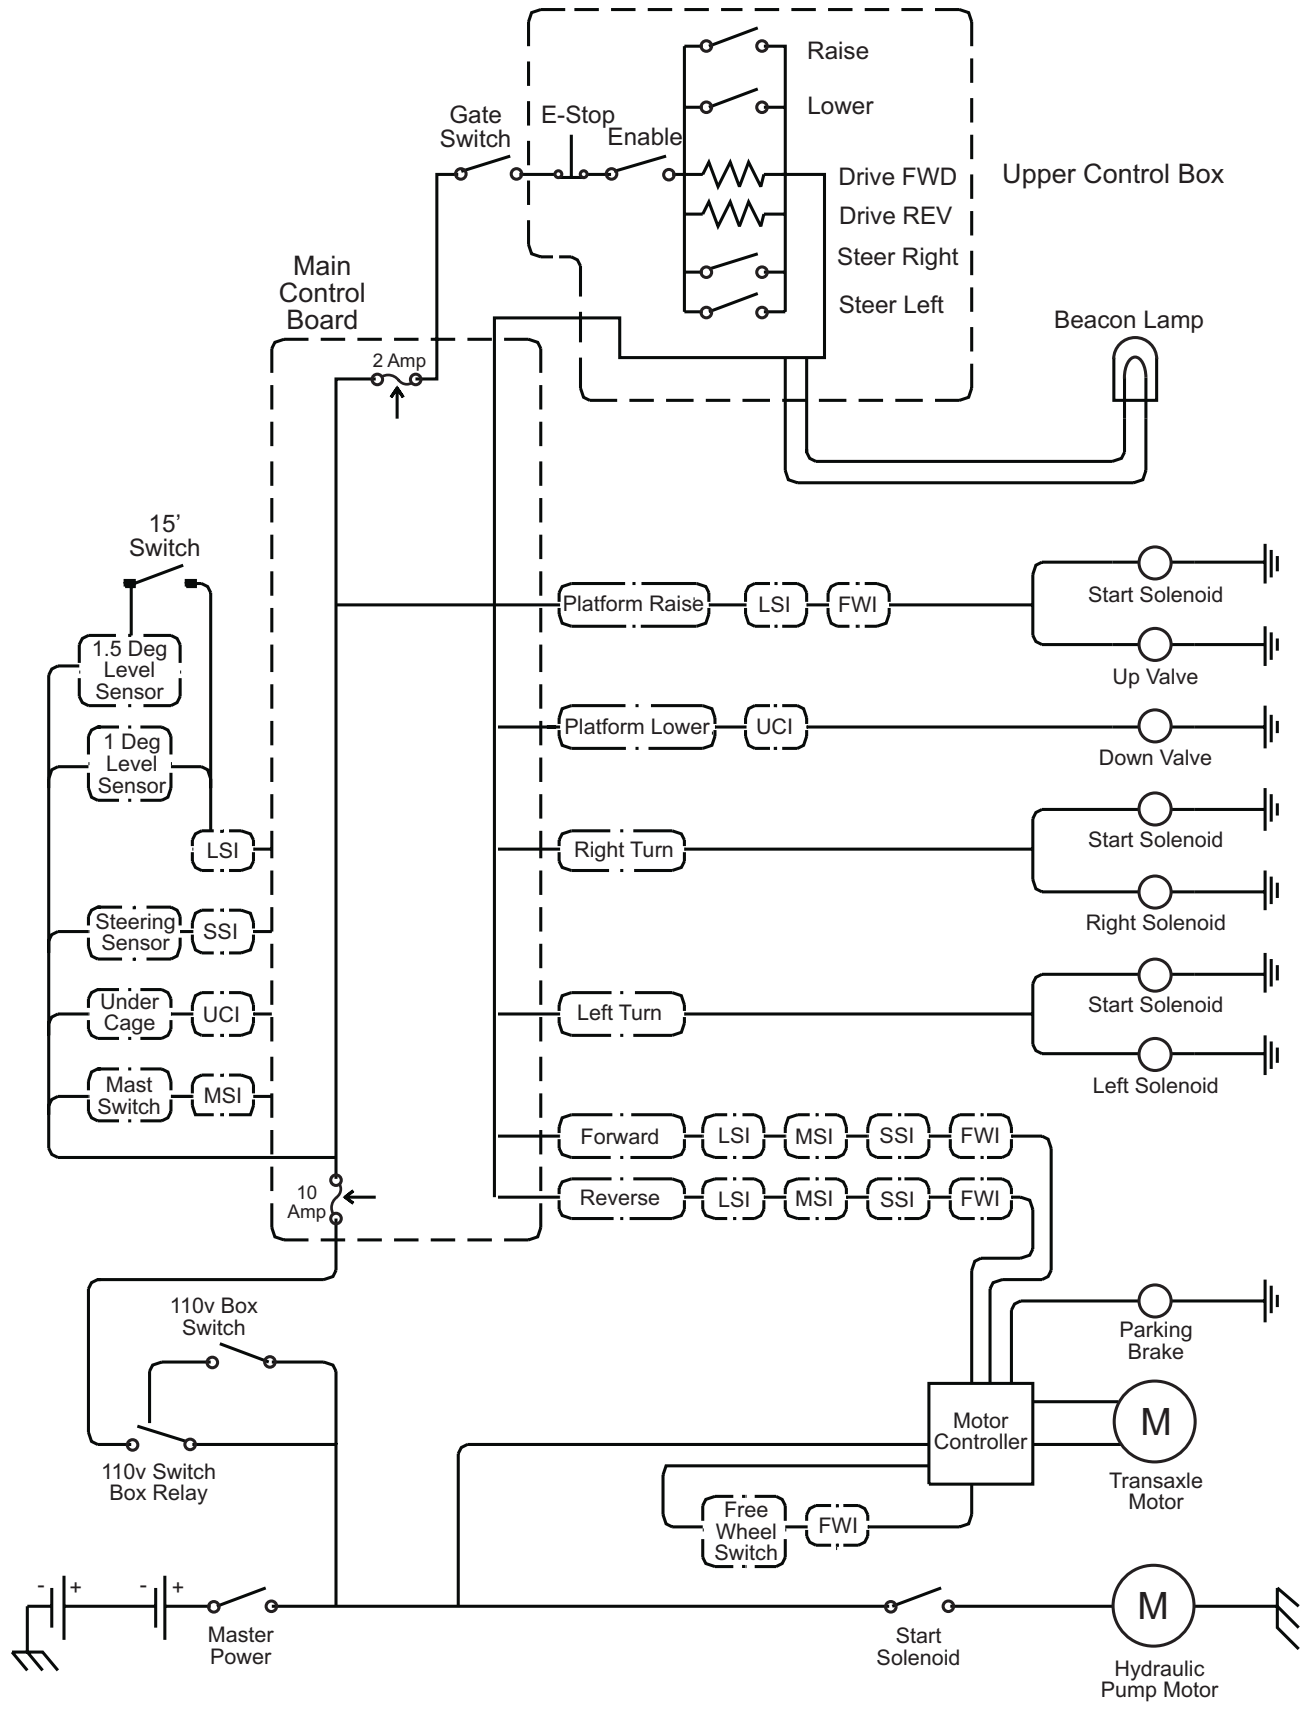 Raise
Lower
Gate
Switch
E-Stop
Enable
Drive FWD
Drive REV
Steer Right
Steer Left
Upper Control Box
Main
Control
Board
2 Amp
Beacon Lamp
15’
Switch
1.5 Deg
Level
Sensor
1 Deg
Level
Sensor
LSI
Steering
Sensor
SSI
Under
Cage
UCI
Mast
Switch
MSI
10
Amp
Platform Raise
LSI
FWI
Start Solenoid
Up Valve
Platform Lower
UCI
Down Valve
Right Turn
Start Solenoid
Right Solenoid
Left Turn
Start Solenoid
Left Solenoid
Forward
LSI
MSI
SSI
FWI
Reverse
LSI
MSI
SSI
FWI
110v Box
Switch
110v Switch
Box Relay
Parking
Brake
Motor
Controller
M
Transaxle
Motor
Free
Wheel
Switch
FWI
- +
- +
Master
Power
Start
Solenoid
M
Hydraulic
Pump Motor